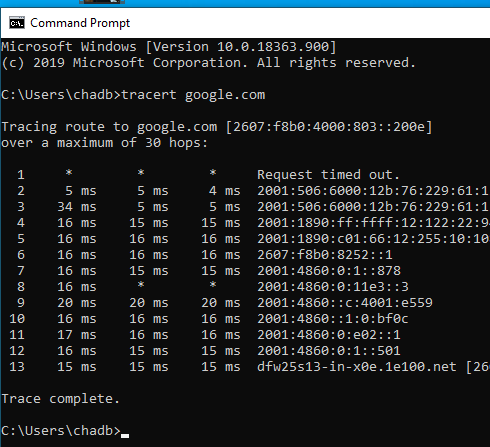 Command Prompt
Microsoft Windows [Version 10.0.18363.900]
(c) 2019 Microsoft Corporation. All rights reserved.
C:\Users\chadb>tracert google.com
Tracing route to google.com [2607:f8b0:4000:803::200e]
over a maximum of 30 hops:
1 * * * Request timed out.
2 5 ms 5 ms 4 ms 2001:506:6000:12b:76:229:61:1
3 34 ms 5 ms 5 ms 2001:506:6000:12b:76:229:61:1
4 16 ms 15 ms 15 ms 2001:1890:ff:ffff:12:122:22:9
5 16 ms 16 ms 16 ms 2001:1890:c01:66:12:255:10:10
6 16 ms 16 ms 16 ms 2607:f8b0:8252::1
7 16 ms 15 ms 15 ms 2001:4860:0:1::878
8 16 ms * * 2001:4860:0:11e3::3
9 20 ms 20 ms 20 ms 2001:4860::c:4001:e559
10 16 ms 16 ms 16 ms 2001:4860::1:0:bf0c
11 17 ms 16 ms 16 ms 2001:4860:0:e02::1
12 16 ms 15 ms 15 ms 2001:4860:0:1::501
13 15 ms 15 ms 15 ms dfw25s13-in-x0e.1e100.net [26
Trace complete.
C:\Users\chadb>